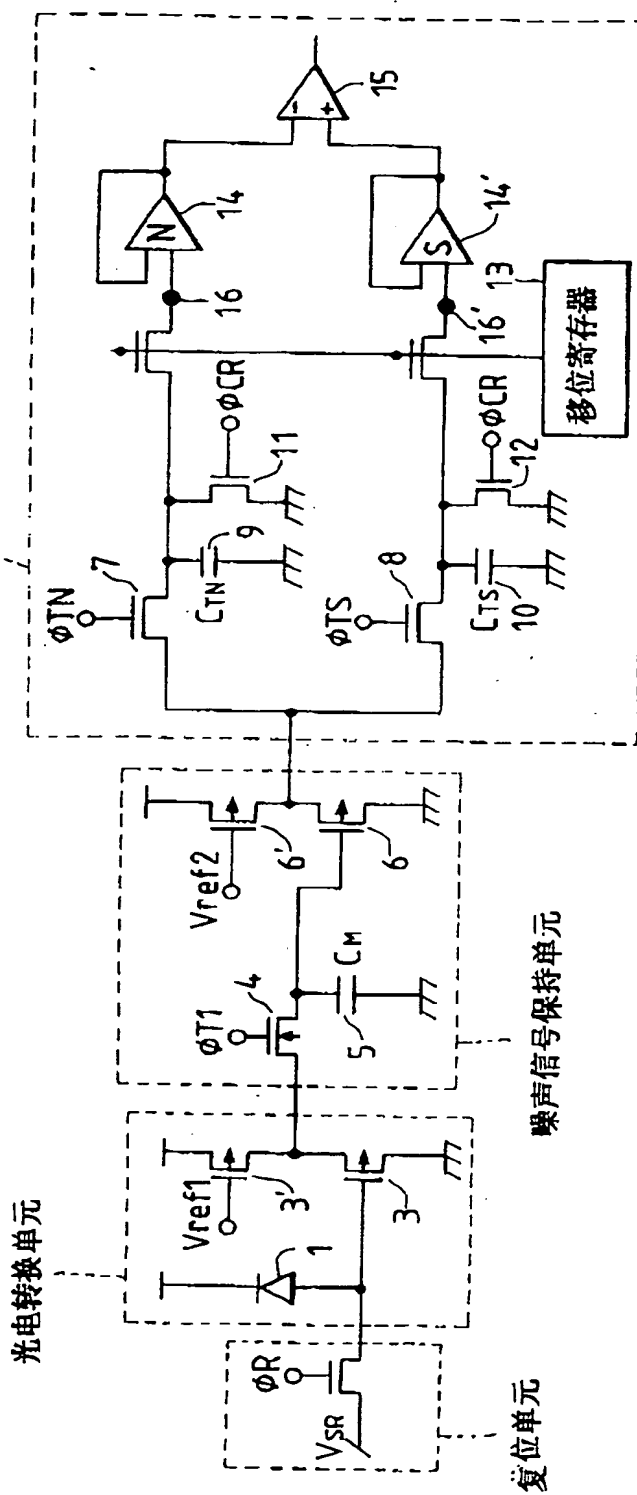 光电转换单元
复位单元
噪声信号保持单元
VSR
ϕR
1
Vref1
3'
3
ϕT1
4
5
CM
Vref2
6'
6
ϕTN
7
CTN
9
ϕCR
11
ϕTS
8
CTS
10
ϕCR
12
16
N
14
16'
S
14'
13
移位寄存器
15